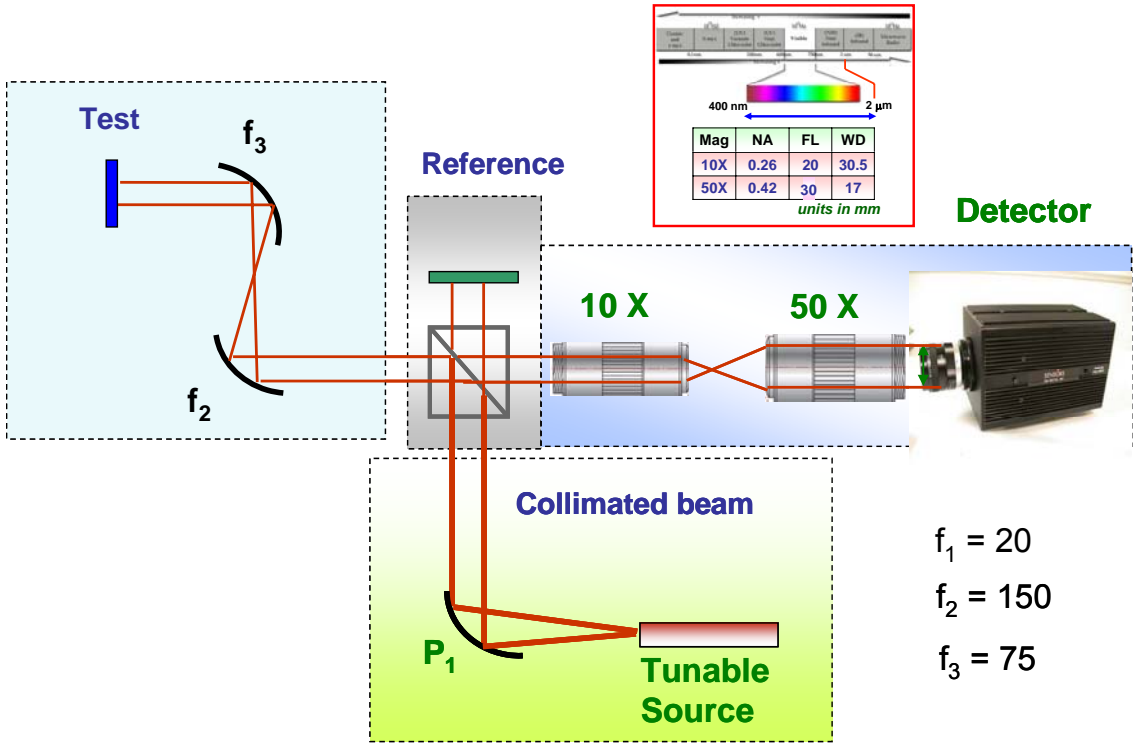 Test
f3
Reference
f2
400 nm
2 μm
Mag NA FL WD
10X 0.26 20 30.5
50X 0.42 30 17
units in mm
Detector
10 X
50 X
Collimated beam
P1
Tunable
Source
f1 = 20
f2 = 150
f3 = 75